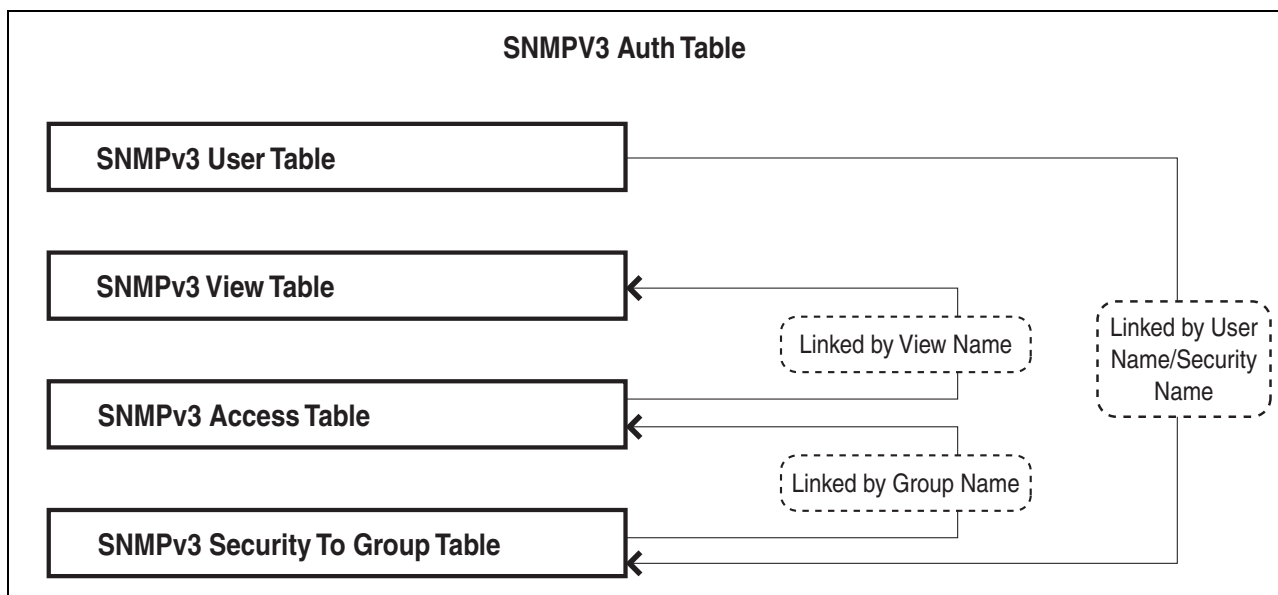 SNMPV3 Auth Table
SNMPv3 User Table
SNMPv3 View Table
Linked by View Name
Linked by User
Name/Security
Name
SNMPv3 Access Table
Linked by Group Name
SNMPv3 Security To Group Table